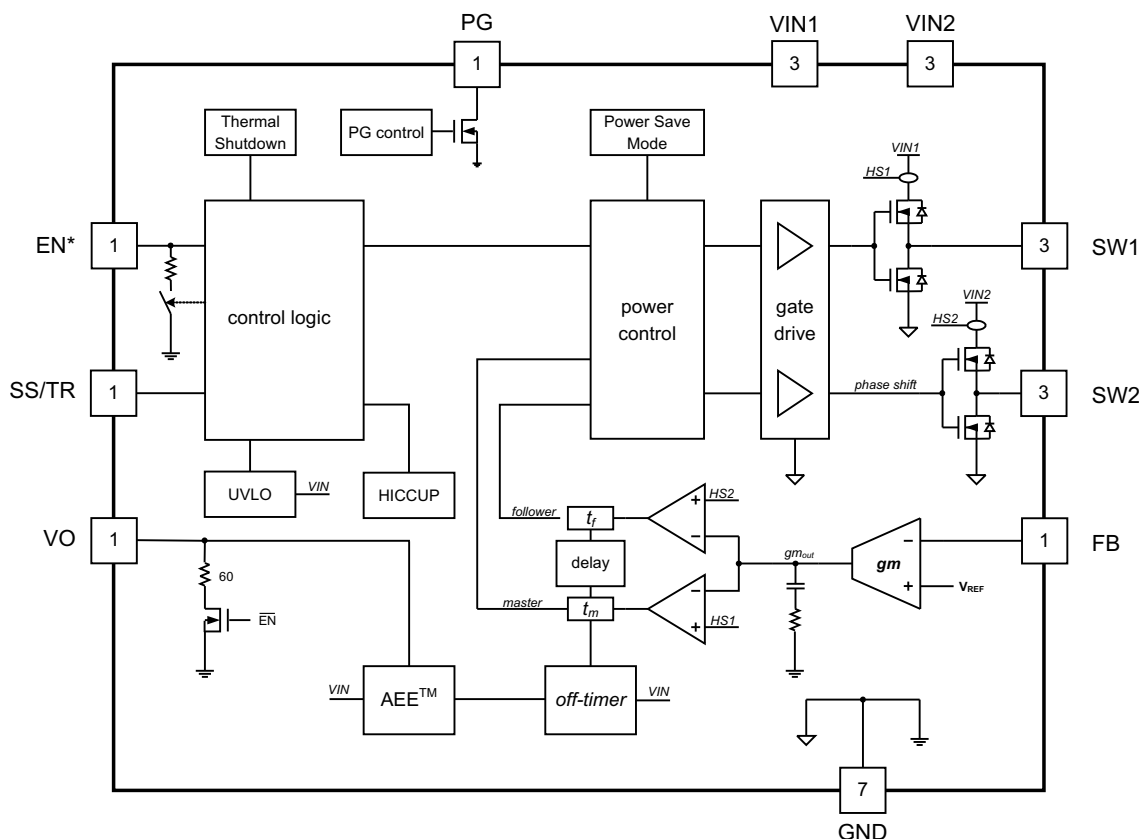 PG
VIN1
VIN2
1
3
3
Thermal
Shutdown
PG control
Power Save
Mode
VIN1
HS1
EN*
1
control logic
power
control
gate
drive
3
SW1
VIN2
HS2
SS/TR
1
phase shift
3
SW2
UVLO
VIN
HICCUP
VO
1
follower
tf
HS2
delay
gmout
gm
1
FB
VREF
60
EN
master
tm
HS1
VIN
AEE™
off-timer
VIN
7
GND